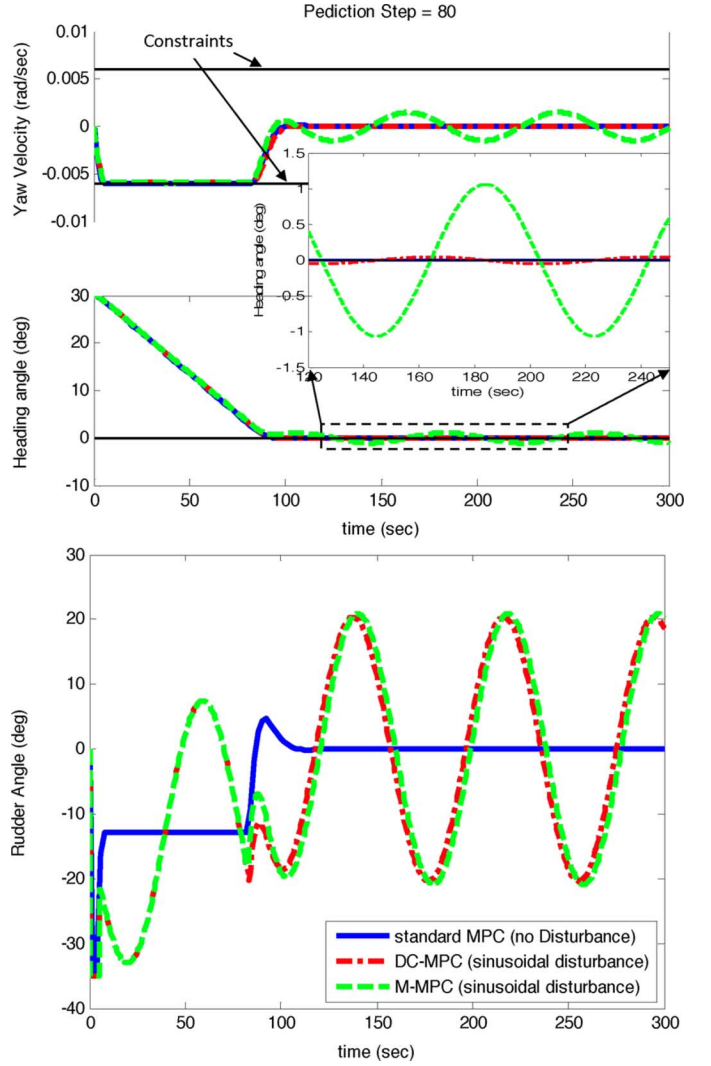 Pediction Step = 80
0.01
0.005
0
-0.005
-0.01
Yaw Velocity (rad/sec)
Constraints
1.5
1
0.5
0
-0.5
-1
-1.5
Heading angle (deg)
120 140 160 180 200 220 240
time (sec)
30
20
10
0
-10
Heading angle (deg)
0 50 100 150 200 250 300
time (sec)
30
20
10
0
-10
-20
-30
-40
Rudder Angle (deg)
standard MPC (no Disturbance)
DC-MPC (sinusoidal disturbance)
M-MPC (sinusoidal disturbance)
0 50 100 150 200 250 300
time (sec)